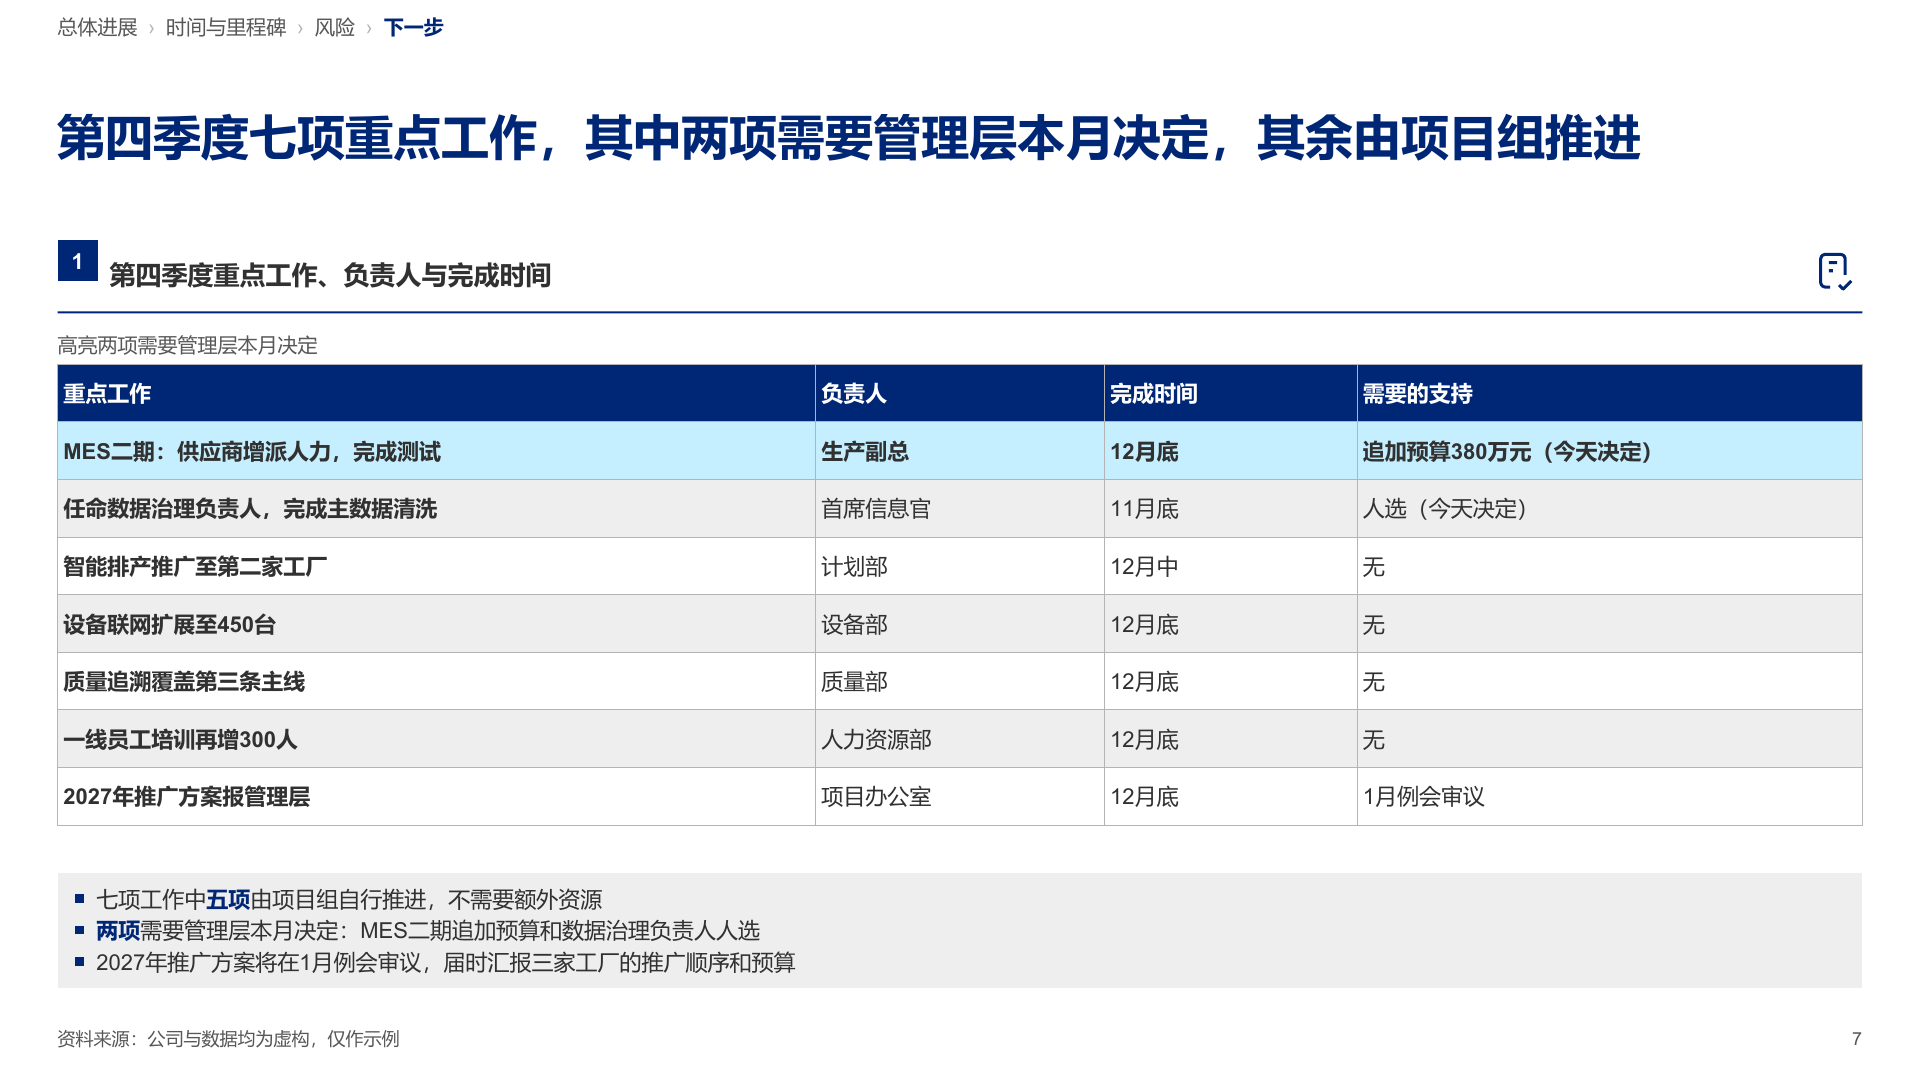 总体进展 › 时间与里程碑 › 风险 › 下一步
第四季度七项重点工作，其中两项需要管理层本月决定，其余由项目组推进
1 第四季度重点工作、负责人与完成时间
高亮两项需要管理层本月决定
重点工作 负责人 完成时间 需要的支持
MES二期：供应商增派人力，完成测试 生产副总 12月底 追加预算380万元（今天决定）
任命数据治理负责人，完成主数据清洗 首席信息官 11月底 人选（今天决定）
智能排产推广至第二家工厂 计划部 12月中 无
设备联网扩展至450台 设备部 12月底 无
质量追溯覆盖第三条主线 质量部 12月底 无
一线员工培训再增300人 人力资源部 12月底 无
2027年推广方案报管理层 项目办公室 12月底 1月例会审议
七项工作中五项由项目组自行推进，不需要额外资源
两项需要管理层本月决定：MES二期追加预算和数据治理负责人人选
2027年推广方案将在1月例会审议，届时汇报三家工厂的推广顺序和预算
资料来源：公司与数据均为虚构，仅作示例
7